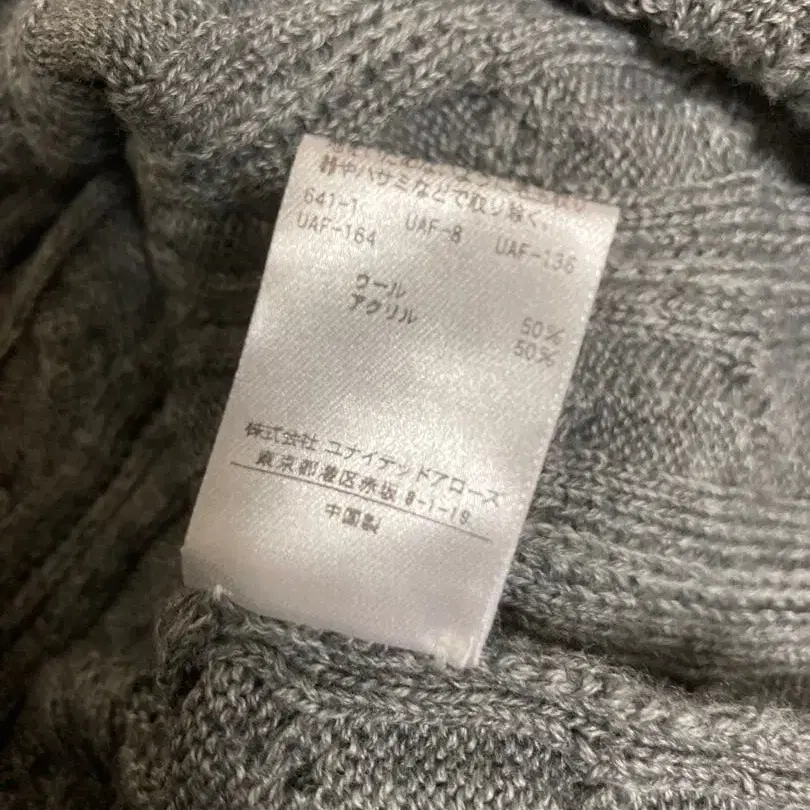 針やハサミなどで取り除く。
641-1 UAF-8 UAF-136
UAF-164
ウール 50%
アクリル 50%
株式会社 ユナイテッドアローズ
東京都港区赤坂 8-1-19
中国製